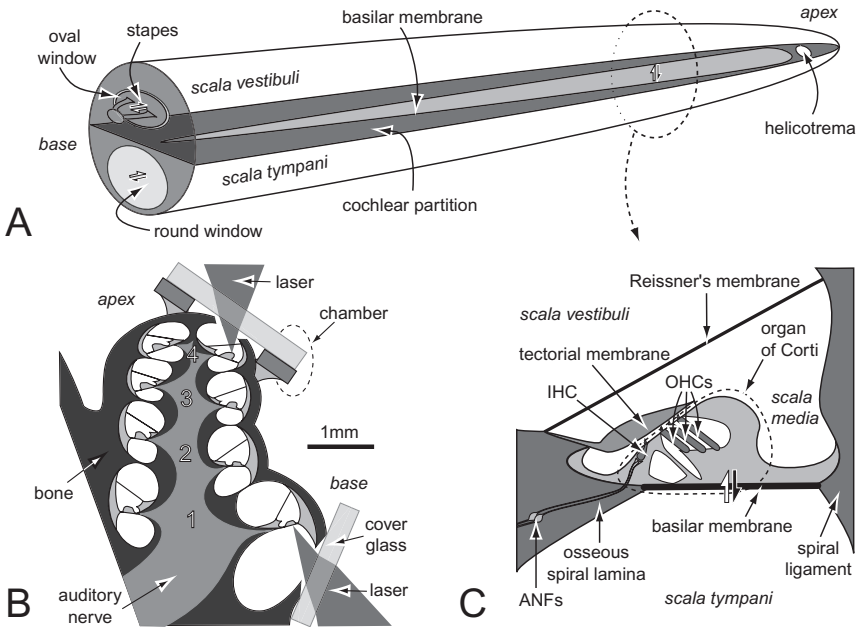 basilar membrane
apex
stapes
oval
window
scala vestibuli
base
helicotrema
scala tympani
cochlear partition
round window
A
laser
apex
chamber
4
3
2
1
1mm
bone
base
cover
glass
auditory
nerve
laser
B
Reissner's membrane
scala vestibuli
organ
of Corti
tectorial membrane
IHC
OHCs
scala
media
basilar membrane
osseous
spiral lamina
spiral
ligament
ANFs
scala tympani
C